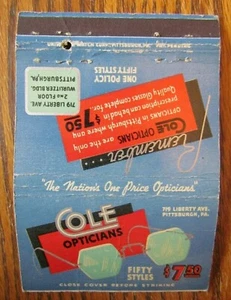 ONE POLICY
FIFTY STYLES
719 LIBERTY AVE.
2nd FLOOR
WURLITZER BLDG.
PITTSBURGH, PA.
Remember...
COLE OPTICIANS ... are the only
OPTICIANS in Pittsburgh where any
prescription can be had in
Quality Glasses complete for
$7.50
"The Nation's One Price Opticians"
719 LIBERTY AVE.
PITTSBURGH, PA.
COLE
OPTICIANS
FIFTY
STYLES
$7.50
CLOSE COVER BEFORE STRIKING